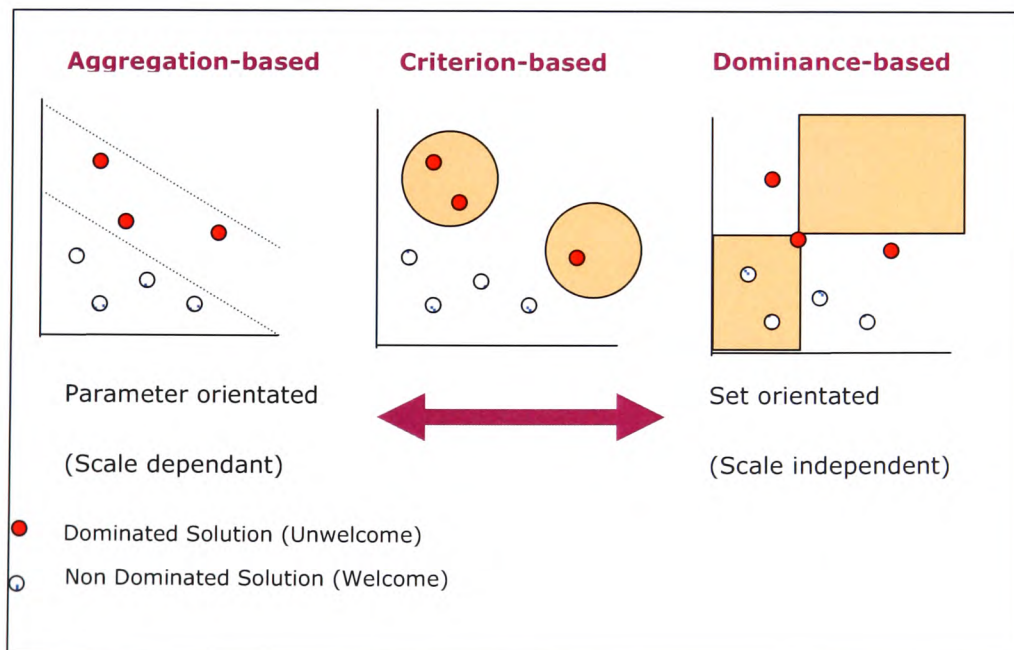 Aggregation-based
Criterion-based
Dominance-based
Parameter orientated
Set orientated
(Scale dependant)
(Scale independent)
Dominated Solution (Unwelcome)
Non Dominated Solution (Welcome)